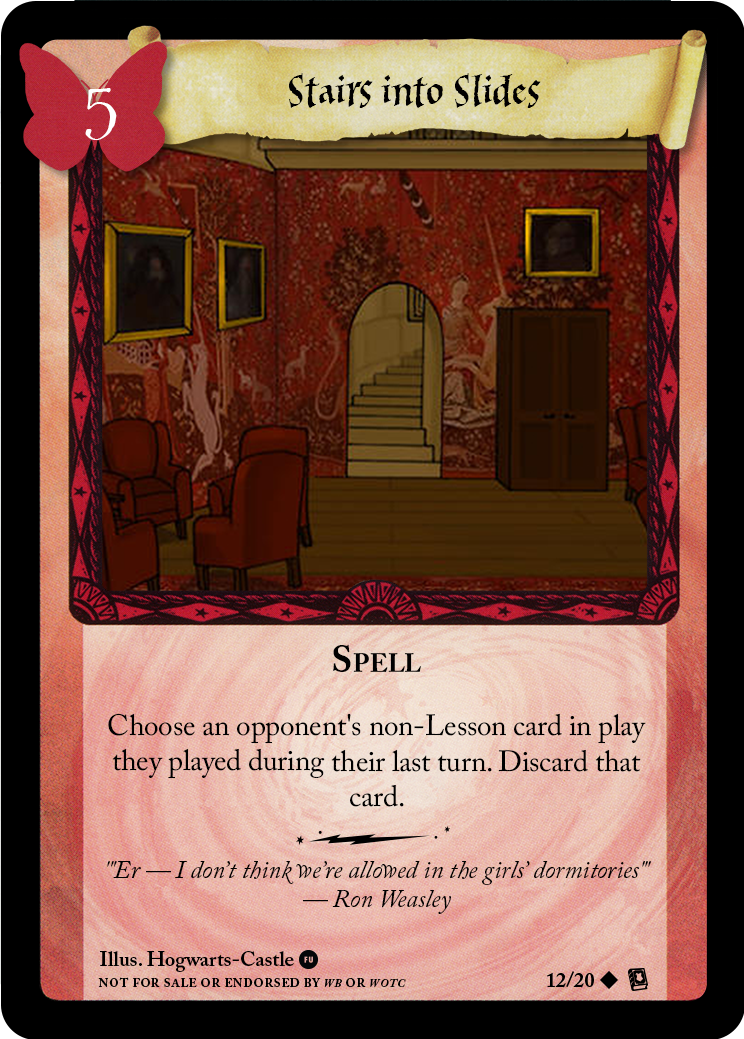 5
Stairs into Slides
Spell
Choose an opponent's non-Lesson card in play
they played during their last turn. Discard that
card.
"'Er — I don't think we're allowed in the girls' dormitories'"
— Ron Weasley
Illus. Hogwarts-Castle FU
NOT FOR SALE OR ENDORSED BY WB OR WOTC
12/20